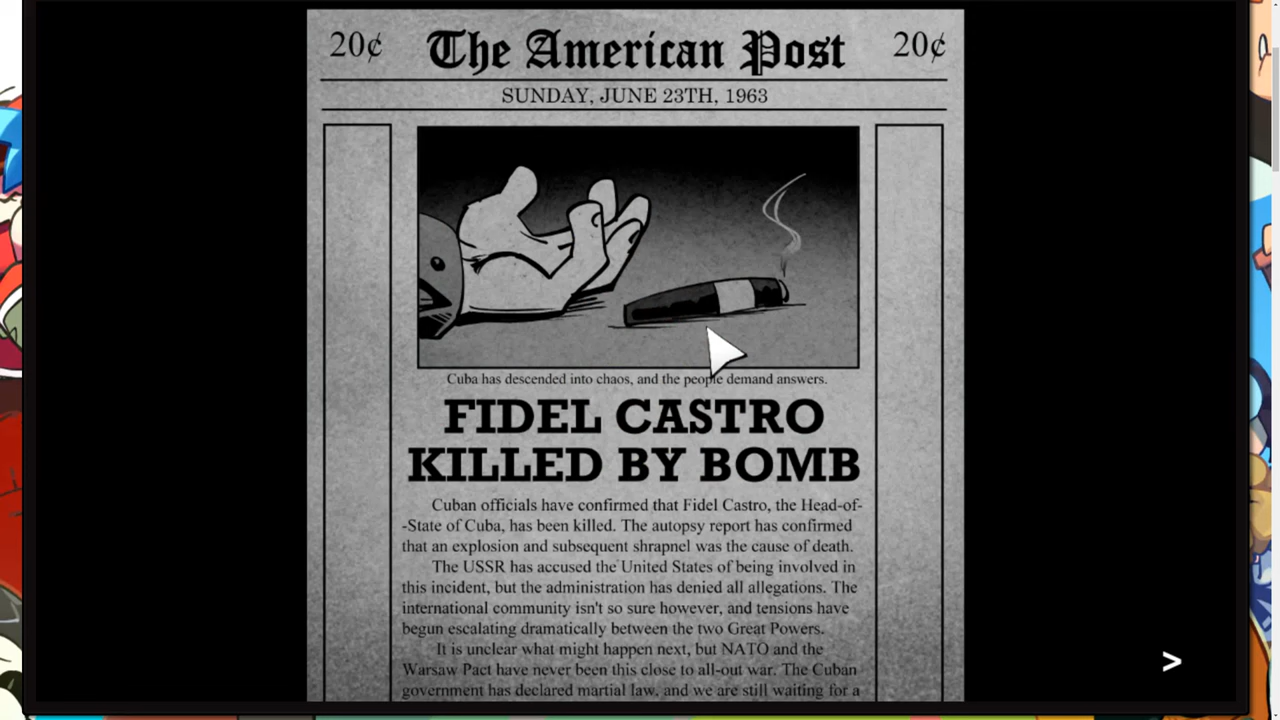 20¢ The American Post 20¢
SUNDAY, JUNE 23TH, 1963
Cuba has descended into chaos, and the people demand answers.
FIDEL CASTRO
KILLED BY BOMB
Cuban officials have confirmed that Fidel Castro, the Head-of-
-State of Cuba, has been killed. The autopsy report has confirmed
that an explosion and subsequent shrapnel was the cause of death.
The USSR has accused the United States of being involved in
this incident, but the administration has denied all allegations. The
international community isn't so sure however, and tensions have
begun escalating dramatically between the two Great Powers.
It is unclear what might happen next, but NATO and the
Warsaw Pact have never been this close to all-out war. The Cuban
government has declared martial law, and we are still waiting for a
>